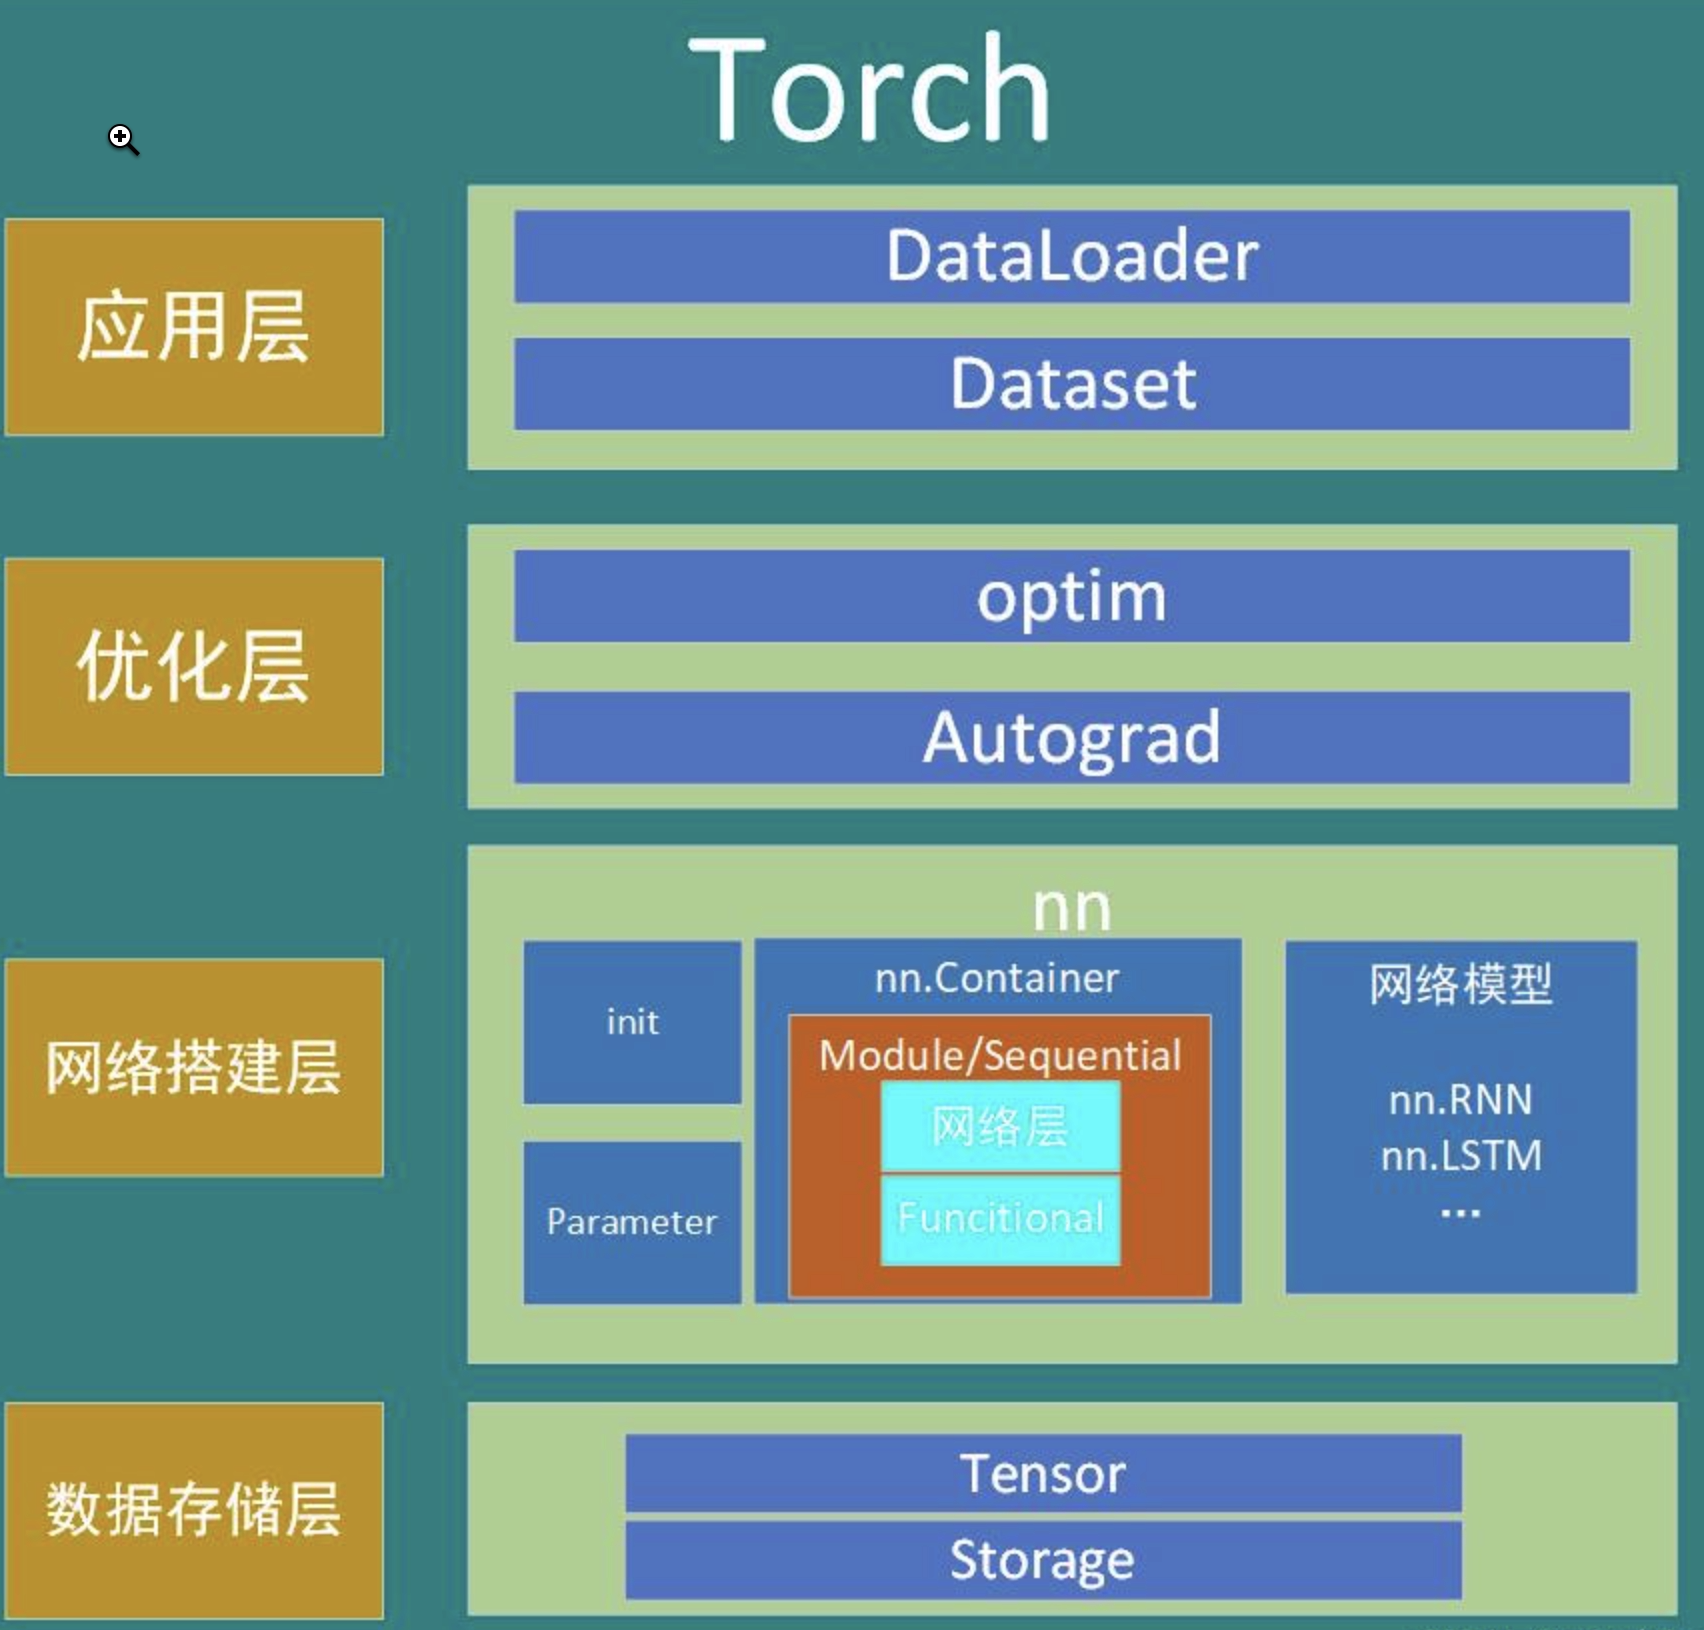 Torch
应用层
DataLoader
Dataset
优化层
optim
Autograd
网络搭建层
nn
init
Parameter
nn.Container
Module/Sequential
网络层
Funcitional
网络模型
nn.RNN
nn.LSTM
...
数据存储层
Tensor
Storage